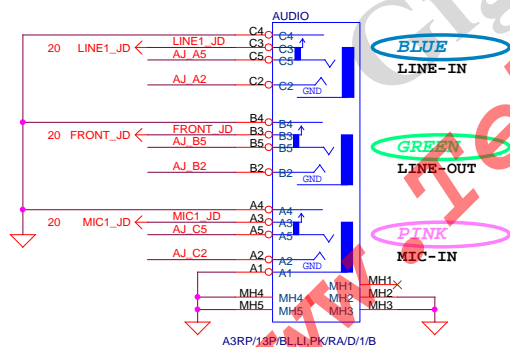 AUDIO
C4 C4
20 LINE1_JD LINE1_JD C3 C3
AJ_A5 C5 C5
BLUE
LINE-IN
AJ_A2 C2 C2
GND
B4 B4
20 FRONT_JD FRONT_JD B3 B3
AJ_B5 B5 B5
GREEN
LINE-OUT
AJ_B2 B2 B2
GND
A4 A4
20 MIC1_JD MIC1_JD A3 A3
AJ_C5 A5 A5
PINK
MIC-IN
AJ_C2 A2 A2
GND
A1 A1
MH1 MH1
MH4 MH4 MH2 MH2
MH5 MH5 MH3 MH3
A3RP/13P/BL,LI,PK/RA/D/1/B